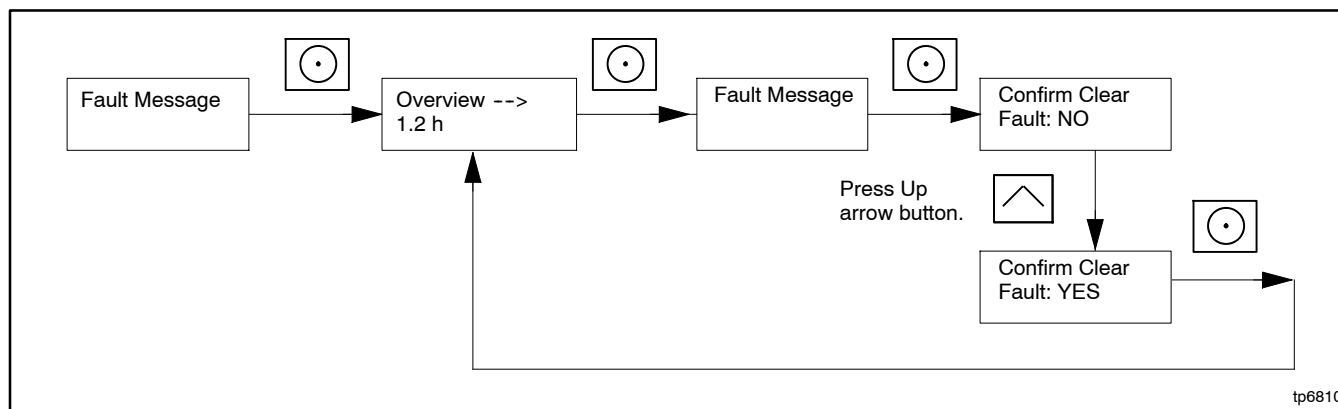 Fault Message
Overview -->
1.2 h
Fault Message
Confirm Clear
Fault: NO
Press Up
arrow button.
Confirm Clear
Fault: YES
tp6810